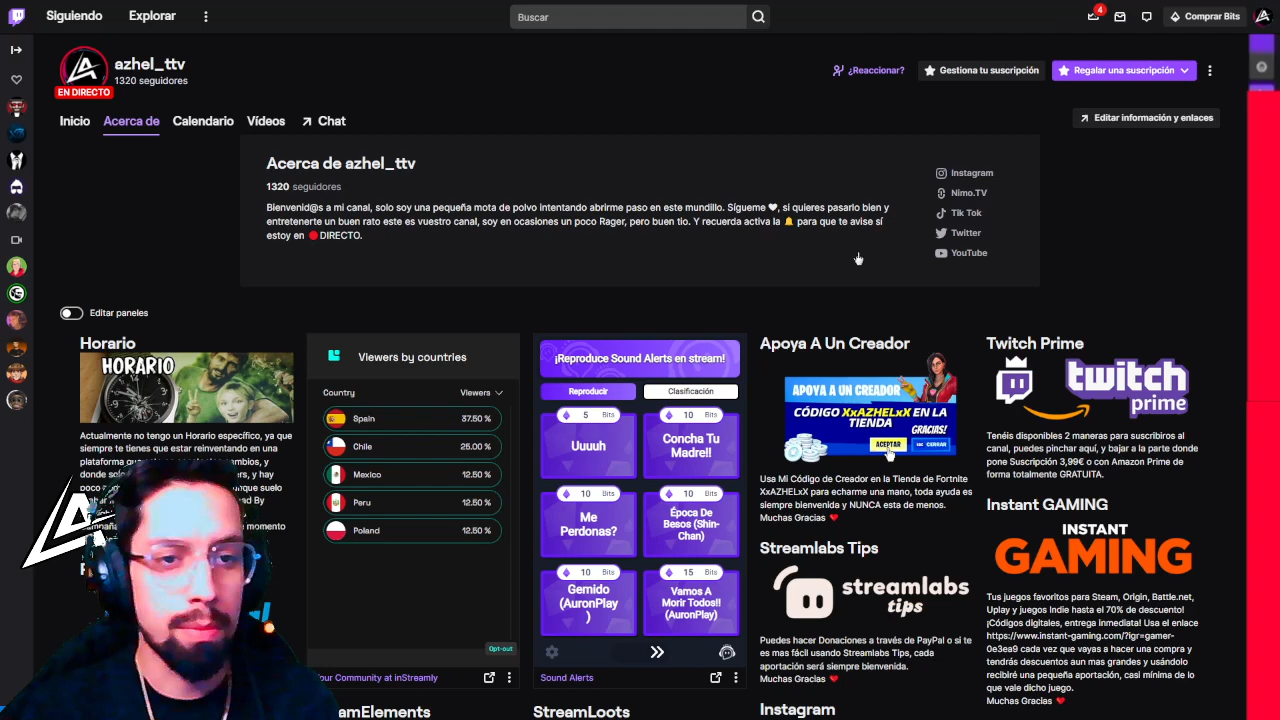 Siguiendo
Explorar
Buscar
4
Comprar Bits
azhel_ttv
1320 seguidores
EN DIRECTO
¿Reaccionar?
Gestiona tu suscripción
Regalar una suscripción
Inicio
Acerca de
Calendario
Vídeos
Chat
Editar información y enlaces
Acerca de azhel_ttv
1320 seguidores
Bienvenid@s a mi canal, solo soy una pequeña mota de polvo intentando abrirme paso en este mundillo. Sígueme 🤍, si quieres pasarlo bien y
entretenerte un buen rato este es vuestro canal, soy en ocasiones un poco Rager, pero buen tio. Y recuerda activa la 🔔 para que te avise sí
estoy en 🔴DIRECTO.
Instagram
Nimo.TV
Tik Tok
Twitter
YouTube
Editar paneles
Horario
HORARIO
Actualmente no tengo un Horario específico, ya que
siempre te tienes que estar reinventando en una
Viewers by countries
Country
Viewers
Spain
37.50 %
Chile
25.00 %
Mexico
12.50 %
Peru
12.50 %
Poland
12.50 %
Opt-out
our Community at inStreamly
¡Reproduce Sound Alerts en stream!
Reproducir
Clasificación
5 Bits
Uuuuh
10 Bits
Concha Tu
Madre!!
10 Bits
Me
Perdonas?
10 Bits
Época De
Besos (Shin-
Chan)
10 Bits
Gemido
(AuronPlay
)
15 Bits
Vamos A
Morir Todos!!
(AuronPlay)
Sound Alerts
Apoya A Un Creador
APOYA A UN CREADOR
CÓDIGO XxAZHELxX EN LA
TIENDA
GRACIAS!
ACEPTAR
ESC CERRAR
Usa Mi Código de Creador en la Tienda de Fortnite
XxAZHELxX para echarme una mano, toda ayuda es
siempre bienvenida y NUNCA esta de menos.
Muchas Gracias ❤️
Streamlabs Tips
streamlabs
tips
Puedes hacer Donaciones a través de PayPal o si te
es mas fácil usando Streamlabs Tips, cada
aportación será siempre bienvenida.
Muchas Gracias ❤️
Instagram
Twitch Prime
twitch
prime
Tenéis disponibles 2 maneras para suscribiros al
canal, puedes pinchar aquí, y bajar a la parte donde
pone Suscripción 3,99€ o con Amazon Prime de
forma totalmente GRATUITA.
Instant GAMING
INSTANT
GAMING
Tus juegos favoritos para Steam, Origin, Battle.net,
Uplay y juegos Indie hasta el 70% de descuento!
¡Códigos digitales, entrega inmediata! Usa el enlace
https://www.instant-gaming.com/?igr=gamer-
0e3ea9 cada vez que vayas a hacer una compra y
tendrás descuentos aun mas grandes y usándolo
recibiré una pequeña aportación, casi mínima de lo
que vale dicho juego.
Muchas Gracias ❤️
amElements
StreamLoots